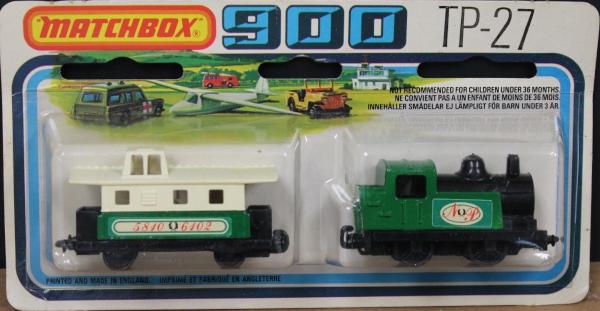 MATCHBOX
900
TP-27
NOT RECOMMENDED FOR CHILDREN UNDER 36 MONTHS.
NE CONVIENT PAS A UN ENFANT DE MOINS DE 36 MOIS.
INNEHÅLLER SMÅDELAR EJ LÄMPLIGT FÖR BARN UNDER 3 ÅR.
5810 6102
NP
PRINTED AND MADE IN ENGLAND. IMPRIMÉ ET FABRIQUÉ EN ANGLETERRE